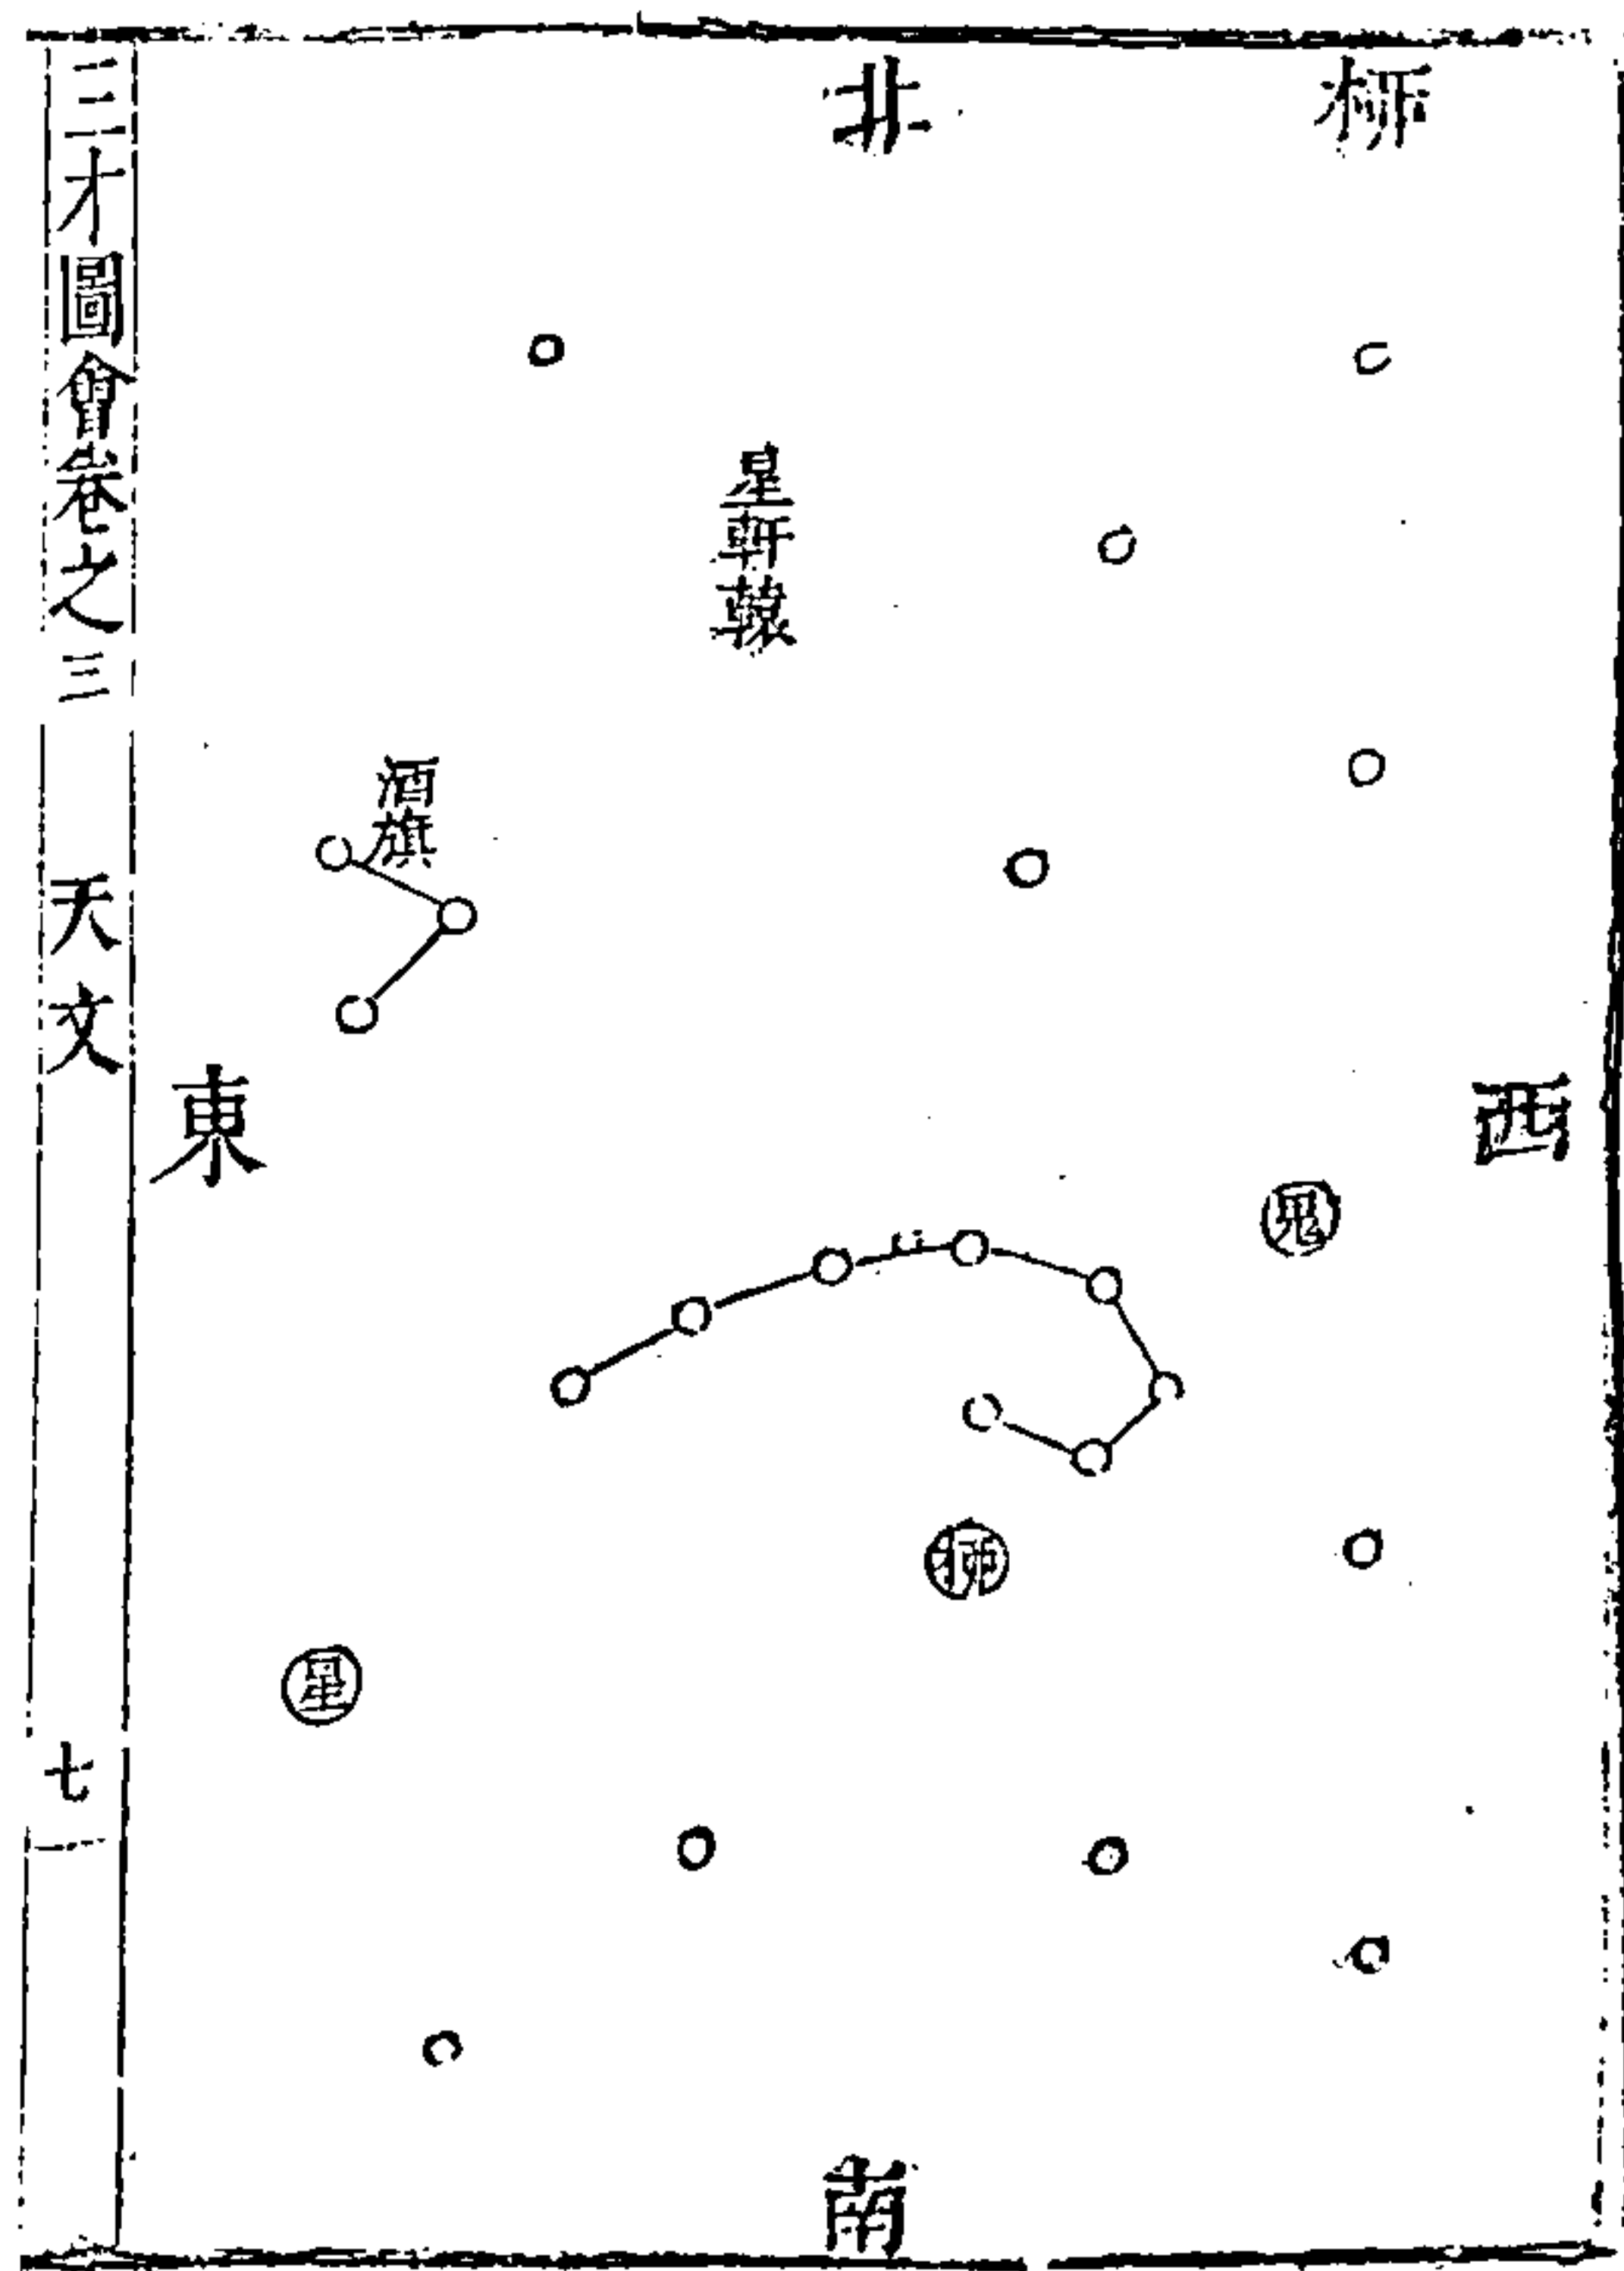 柳
北
西
鬼
柳
星軒轅
酒旗
東
星
南
三才圖會卷之三 天文 七